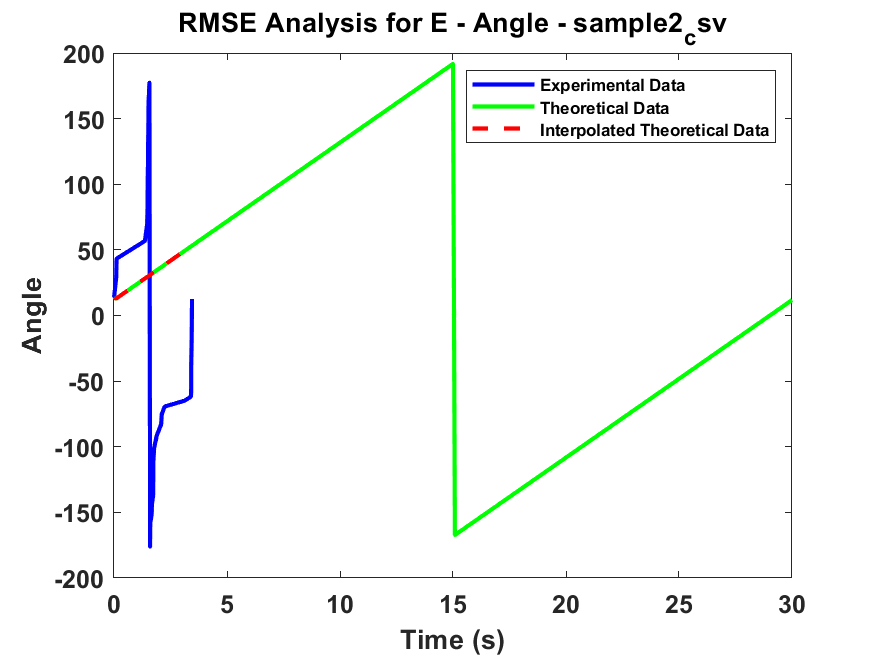 RMSE Analysis for E - Angle - sample2_csv
200
150
100
50
0
-50
-100
-150
-200
Angle
Experimental Data
Theoretical Data
Interpolated Theoretical Data
0 5 10 15 20 25 30
Time (s)